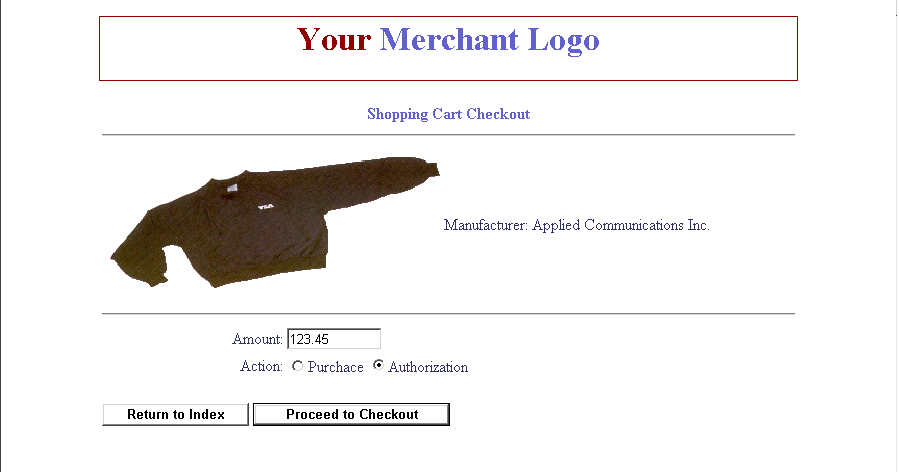 Your Merchant Logo
Shopping Cart Checkout
VISA
Manufacturer: Applied Communications Inc.
Amount: 123.45
Action: Purchace Authorization
Return to Index Proceed to Checkout